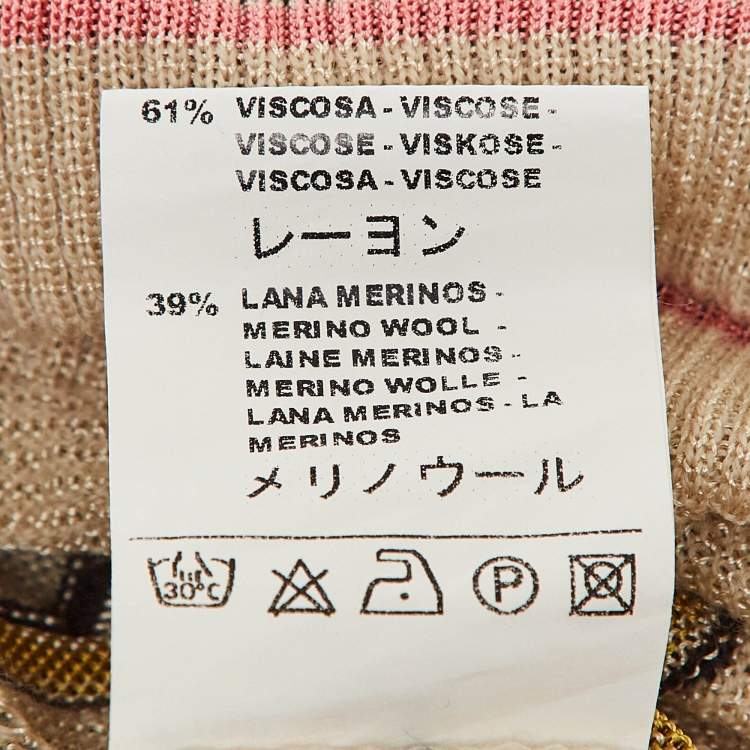 61% VISCOSA - VISCOSE -
VISCOSE - VISKOSE -
VISCOSA - VISCOSE
レーヨン
39% LANA MERINOS -
MERINO WOOL -
LAINE MERINOS -
MERINO WOLLE -
LANA MERINOS - LA
MERINOS
メリノウール
30°C P